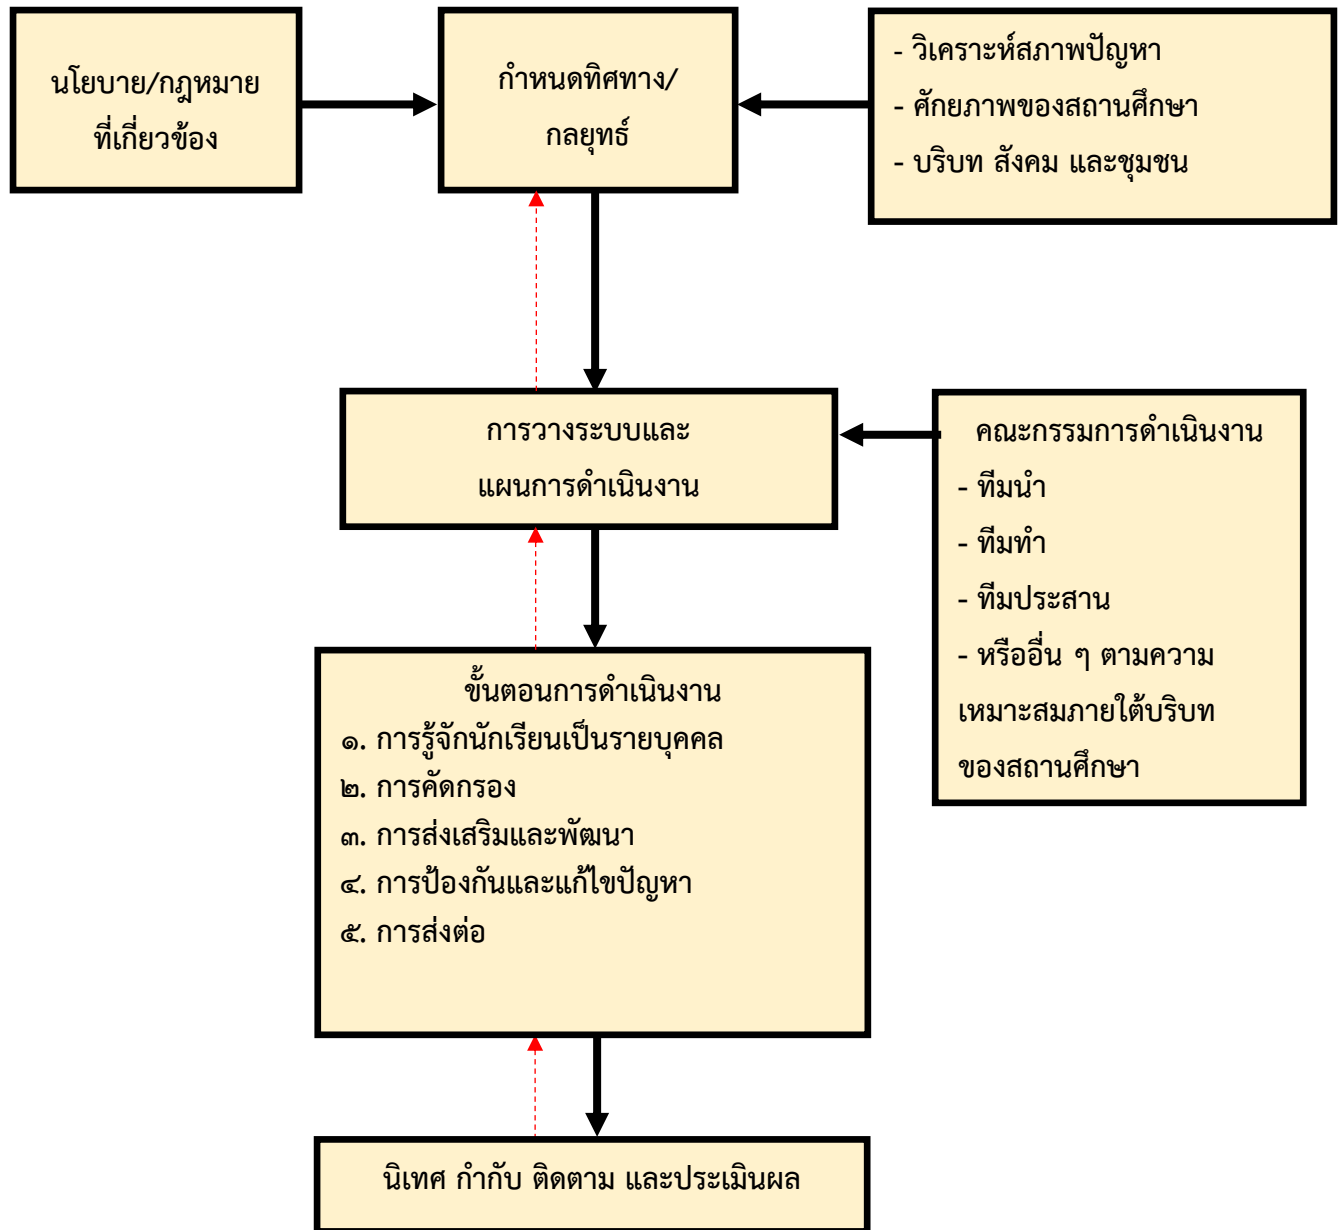 นโยบาย/กฎหมาย
ที่เกี่ยวข้อง
กำหนดทิศทาง/
กลยุทธ์
- วิเคราะห์สภาพปัญหา
- ศักยภาพของสถานศึกษา
- บริบท สังคม และชุมชน
การวางระบบและ
แผนการดำเนินงาน
คณะกรรมการดำเนินงาน
- ทีมนำ
- ทีมทำ
- ทีมประสาน
- หรืออื่น ๆ ตามความ
เหมาะสมภายใต้บริบท
ของสถานศึกษา
ขั้นตอนการดำเนินงาน
๑. การรู้จักนักเรียนเป็นรายบุคคล
๒. การคัดกรอง
๓. การส่งเสริมและพัฒนา
๔. การป้องกันและแก้ไขปัญหา
๕. การส่งต่อ
นิเทศ กำกับ ติดตาม และประเมินผล